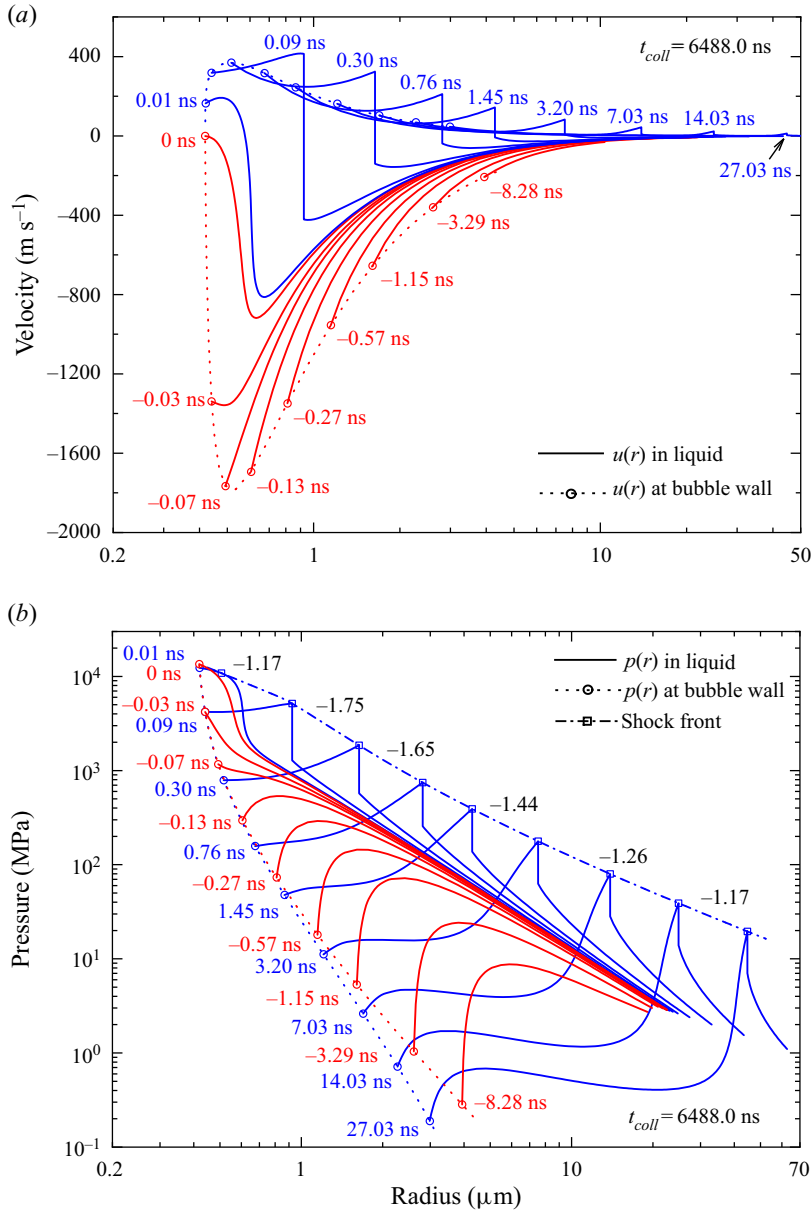 (a)
400
0
–400
–800
–1200
–1600
–2000
Velocity (m s–1)
0.09 ns
0.30 ns
0.76 ns
1.45 ns
3.20 ns
7.03 ns
14.03 ns
27.03 ns
tcoll = 6488.0 ns
0.01 ns
0 ns
–8.28 ns
–3.29 ns
–1.15 ns
–0.57 ns
–0.27 ns
–0.03 ns
–0.13 ns
–0.07 ns
u(r) in liquid
u(r) at bubble wall
0.2
1
10
50
(b)
104
103
102
101
100
10–1
Pressure (MPa)
0.01 ns
0 ns
–0.03 ns
0.09 ns
–0.07 ns
0.30 ns
–0.13 ns
0.76 ns
–0.27 ns
1.45 ns
–0.57 ns
3.20 ns
–1.15 ns
7.03 ns
–3.29 ns
14.03 ns
–8.28 ns
27.03 ns
–1.17
–1.75
–1.65
–1.44
–1.26
–1.17
p(r) in liquid
p(r) at bubble wall
Shock front
tcoll = 6488.0 ns
0.2
1
10
70
Radius (μm)